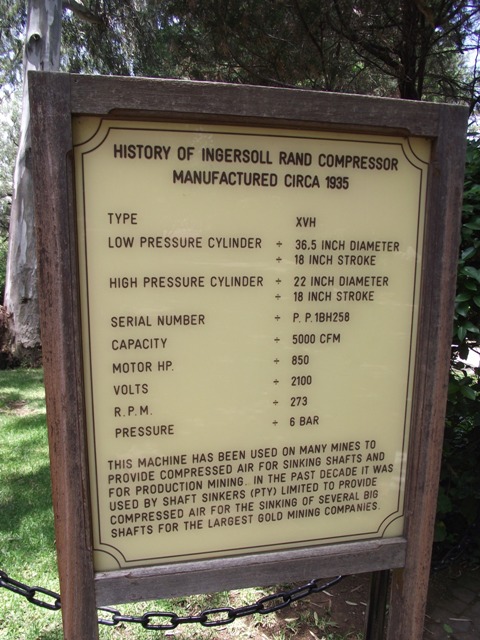 HISTORY OF INGERSOLL RAND COMPRESSOR
MANUFACTURED CIRCA 1935
TYPE XVH
LOW PRESSURE CYLINDER ÷ 36.5 INCH DIAMETER
÷ 18 INCH STROKE
HIGH PRESSURE CYLINDER ÷ 22 INCH DIAMETER
÷ 18 INCH STROKE
SERIAL NUMBER ÷ P.P.1BH258
CAPACITY ÷ 5000 CFM
MOTOR HP. ÷ 850
VOLTS ÷ 2100
R.P.M. ÷ 273
PRESSURE ÷ 6 BAR
THIS MACHINE HAS BEEN USED ON MANY MINES TO
PROVIDE COMPRESSED AIR FOR SINKING SHAFTS AND
FOR PRODUCTION MINING. IN THE PAST DECADE IT WAS
USED BY SHAFT SINKERS (PTY) LIMITED TO PROVIDE
COMPRESSED AIR FOR THE SINKING OF SEVERAL BIG
SHAFTS FOR THE LARGEST GOLD MINING COMPANIES.